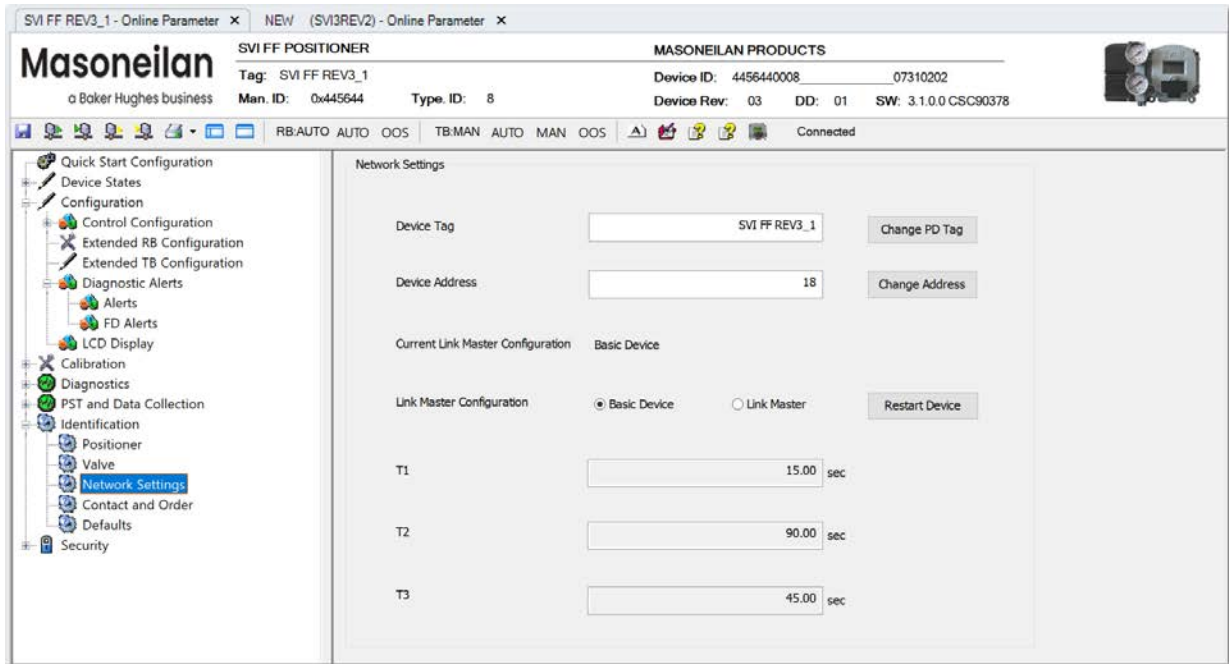 SVI FF REV3_1 - Online Parameter × NEW (SVI3REV2) - Online Parameter ×
Masoneilan
a Baker Hughes business
SVI FF POSITIONER
Tag: SVI FF REV3_1
Man. ID: 0x445644 Type. ID: 8
MASONEILAN PRODUCTS
Device ID: 4456440008________07310202
Device Rev: 03 DD: 01 SW: 3.1.0.0 CSC90378
RB:AUTO AUTO OOS TB:MAN AUTO MAN OOS Connected
Quick Start Configuration
Device States
Configuration
Control Configuration
Extended RB Configuration
Extended TB Configuration
Diagnostic Alerts
Alerts
FD Alerts
LCD Display
Calibration
Diagnostics
PST and Data Collection
Identification
Positioner
Valve
Network Settings
Contact and Order
Defaults
Security
Network Settings
Device Tag SVI FF REV3_1 Change PD Tag
Device Address 18 Change Address
Current Link Master Configuration Basic Device
Link Master Configuration Basic Device Link Master Restart Device
T1 15.00 sec
T2 90.00 sec
T3 45.00 sec